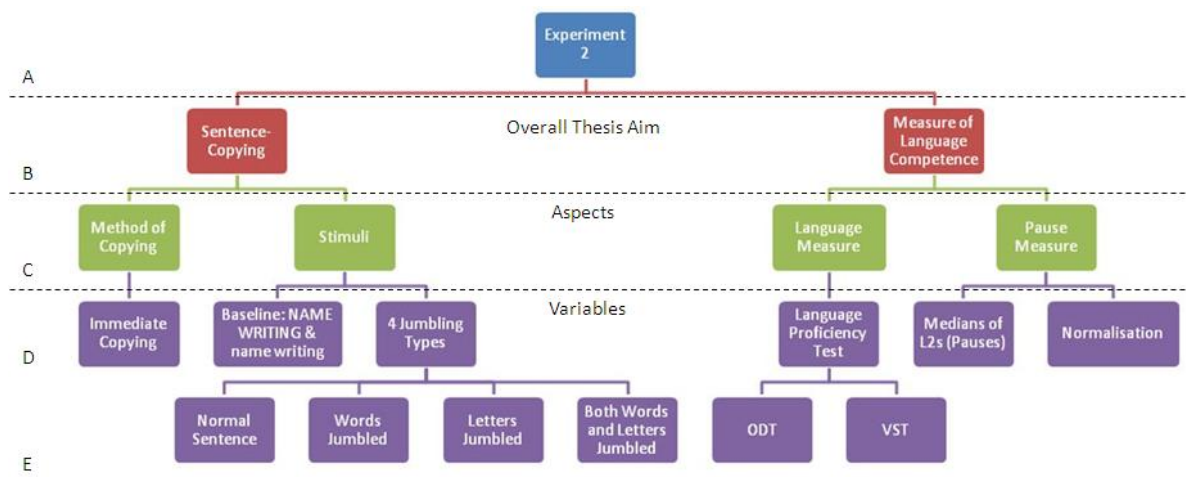 Experiment
2
A
Sentence-
Copying
Overall Thesis Aim
Measure of
Language
Competence
B
Method of
Copying
Stimuli
Aspects
Language
Measure
Pause
Measure
C
Immediate
Copying
Baseline: NAME
WRITING &
name writing
4 Jumbling
Types
Variables
Language
Proficiency
Test
Medians of
L2s (Pauses)
Normalisation
D
Normal
Sentence
Words
Jumbled
Letters
Jumbled
Both Words
and Letters
Jumbled
ODT
VST
E